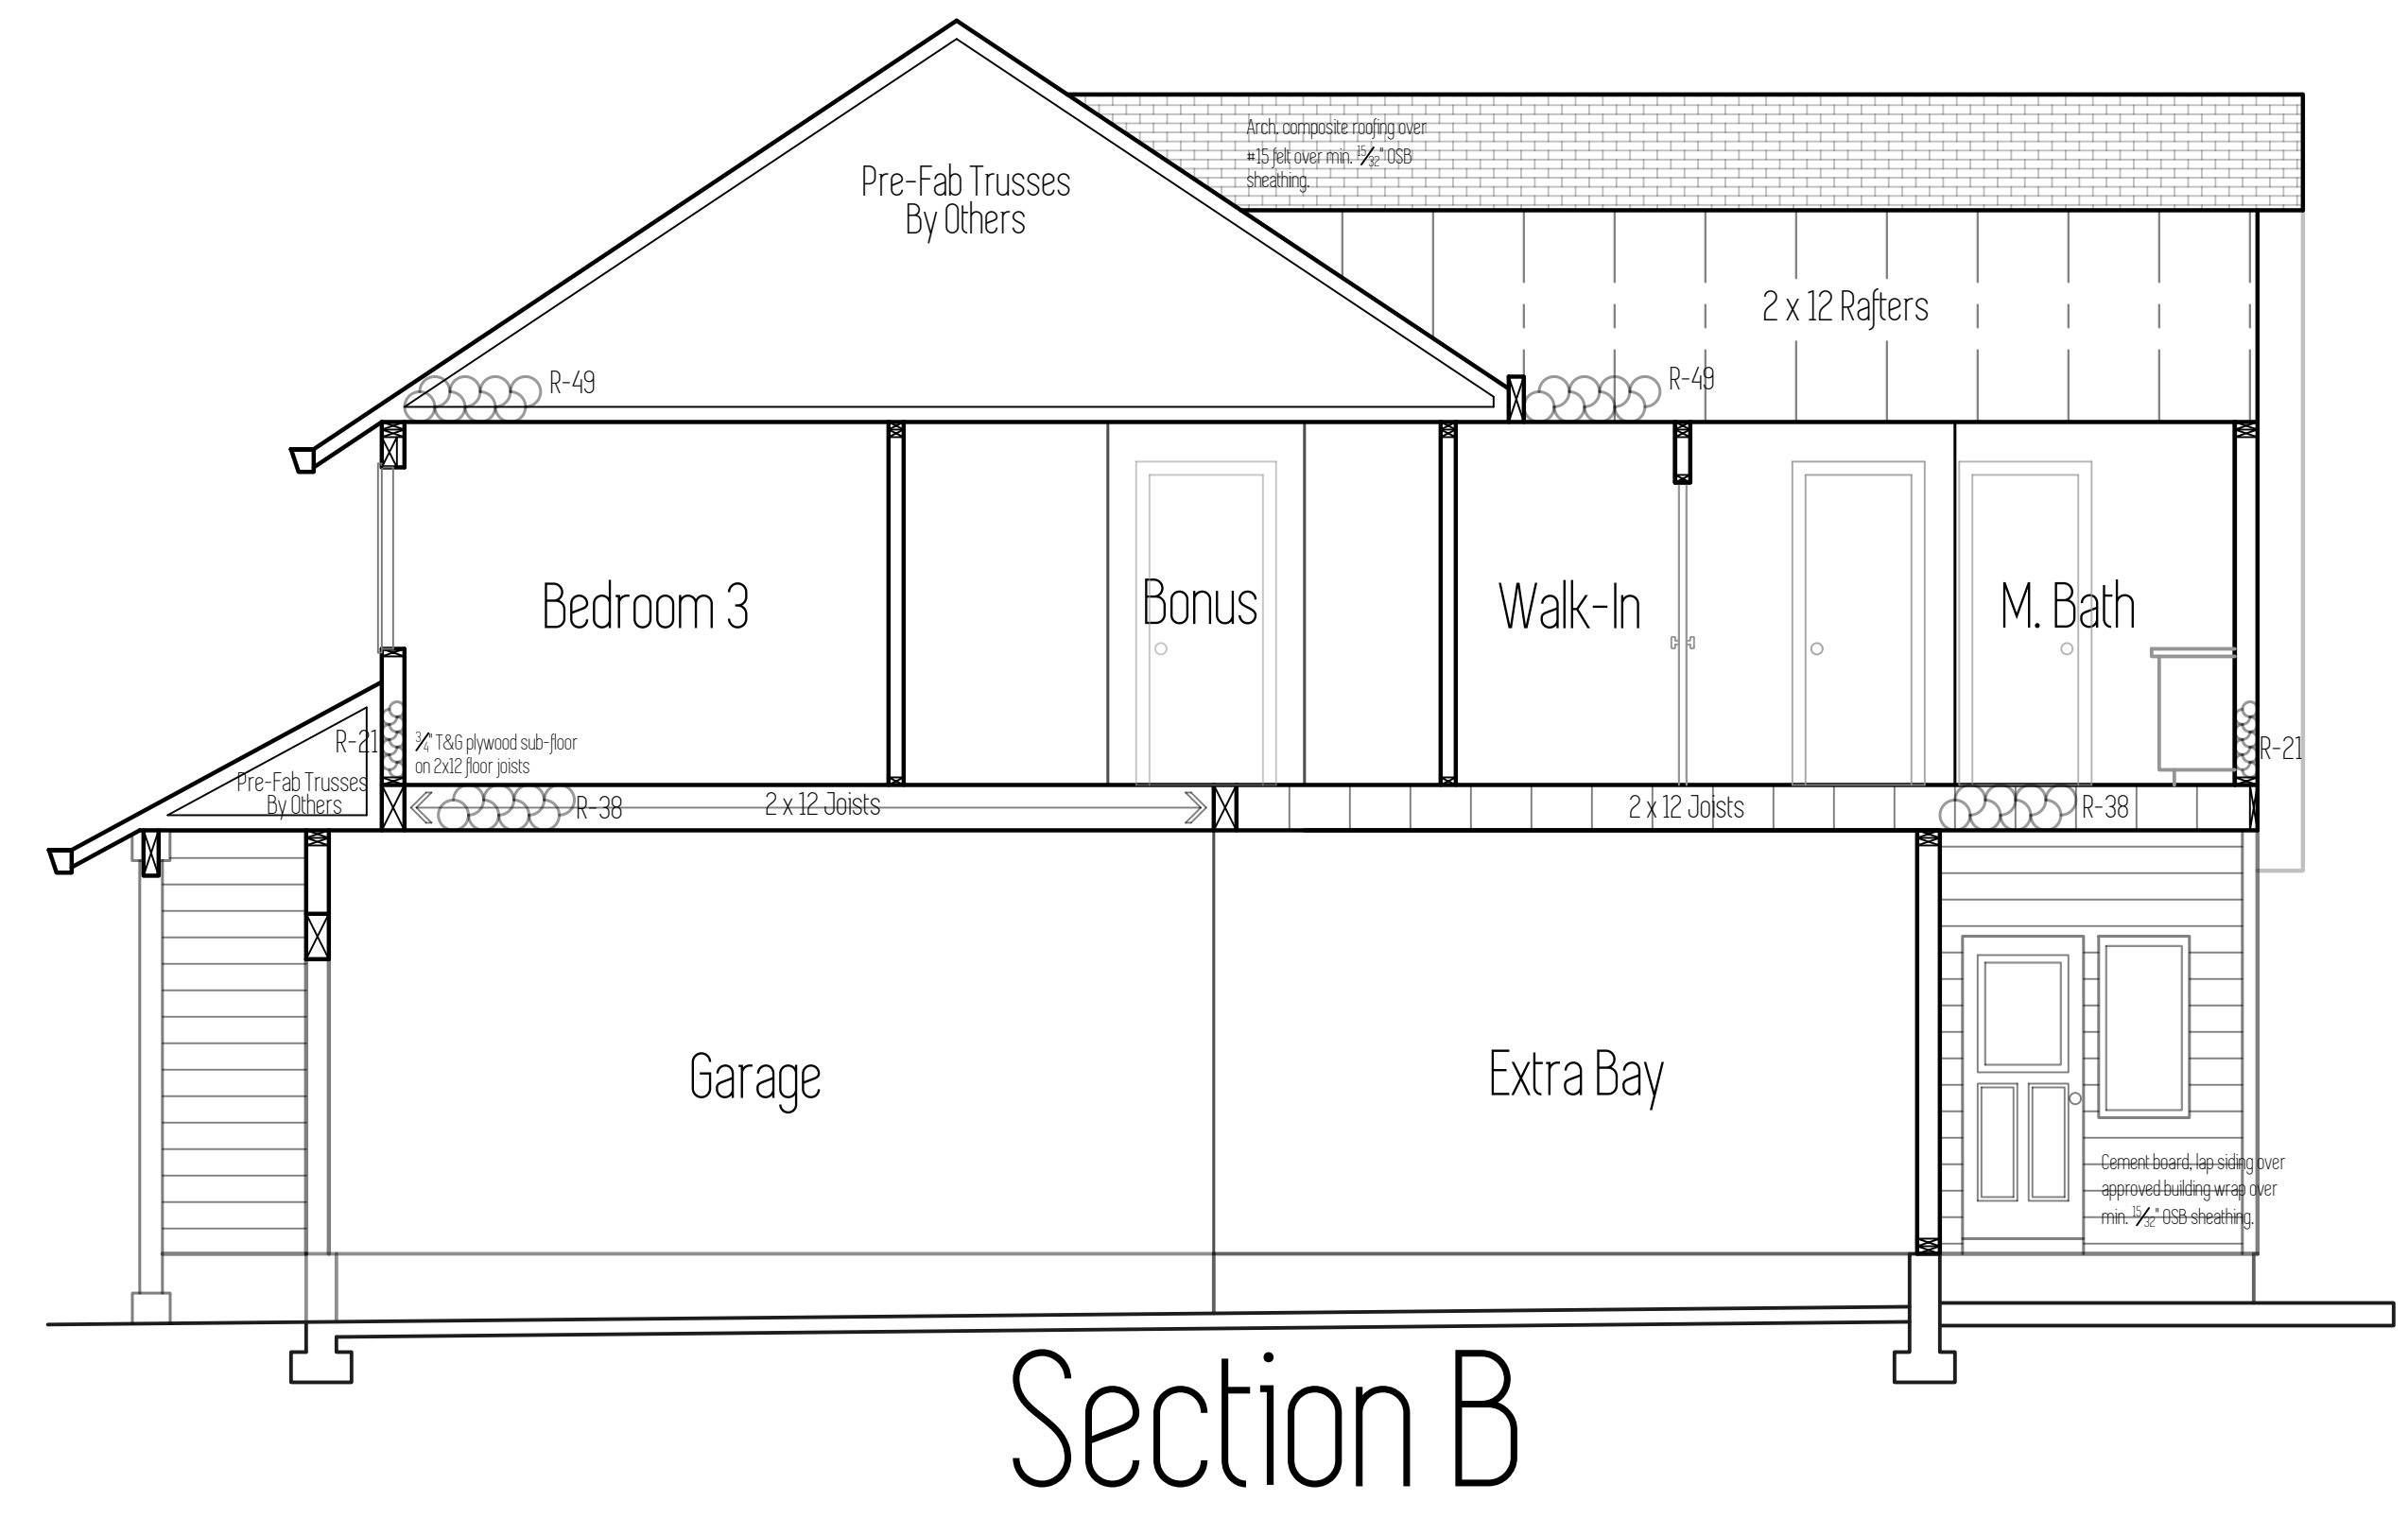 Arch. composite roofing over
#15 felt over min. 15/32" OSB
sheathing.
Pre-Fab Trusses
By Others
2 x 12 Rafters
R-49
R-49
Bedroom 3
Bonus
Walk-In
M. Bath
R-21
3/4" T&G plywood sub-floor
on 2x12 floor joists
R-21
Pre-Fab Trusses
By Others
R-38
2 x 12 Joists
2 x 12 Joists
R-38
Garage
Extra Bay
Cement board, lap siding over
approved building wrap over
min. 15/32" OSB sheathing.
Section B